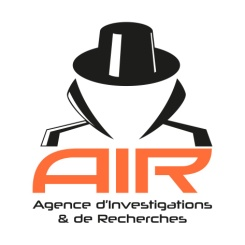 AIR
Agence d'Investigations
& de Recherches